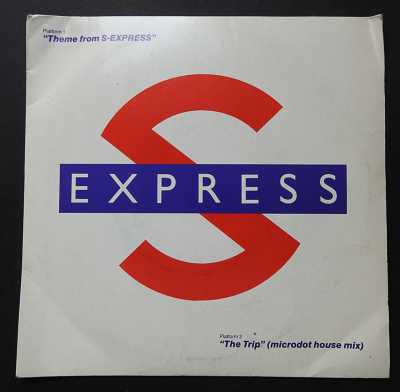 Platform 1
"Theme from S-EXPRESS"
S
EXPRESS
Platform 2
"The Trip" (microdot house mix)